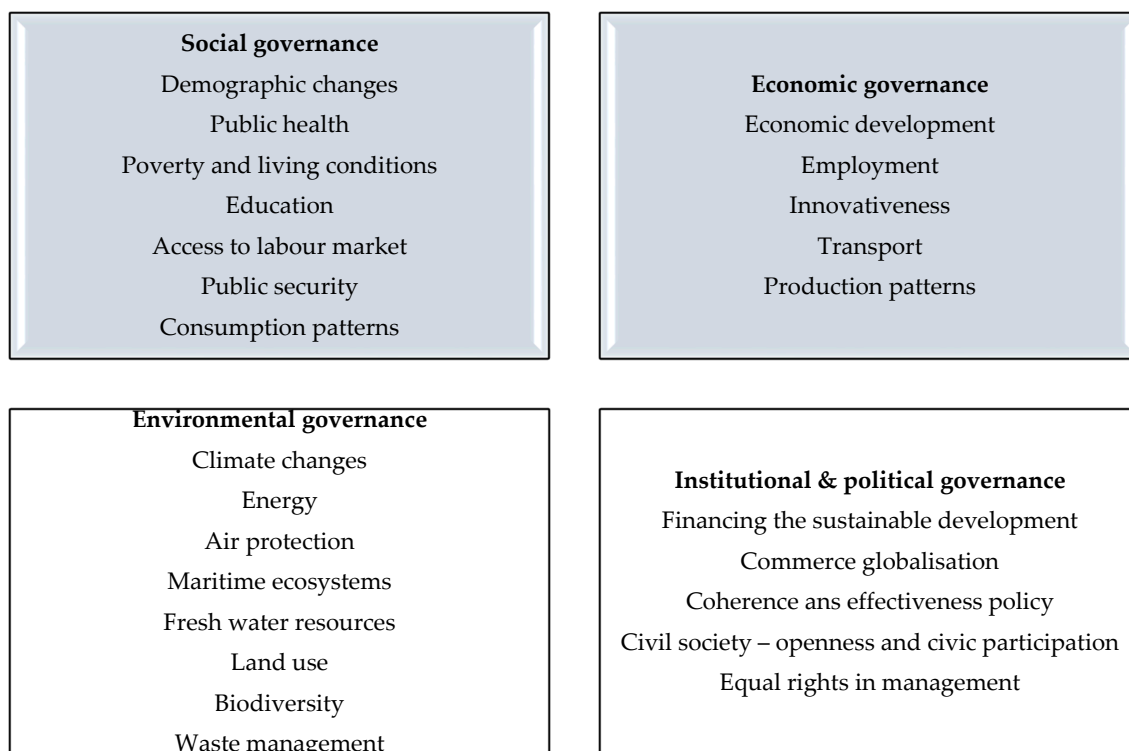 Social governance
Demographic changes
Public health
Poverty and living conditions
Education
Access to labour market
Public security
Consumption patterns
Economic governance
Economic development
Employment
Innovativeness
Transport
Production patterns
Environmental governance
Climate changes
Energy
Air protection
Maritime ecosystems
Fresh water resources
Land use
Biodiversity
Waste management
Institutional & political governance
Financing the sustainable development
Commerce globalisation
Coherence ans effectiveness policy
Civil society – openness and civic participation
Equal rights in management